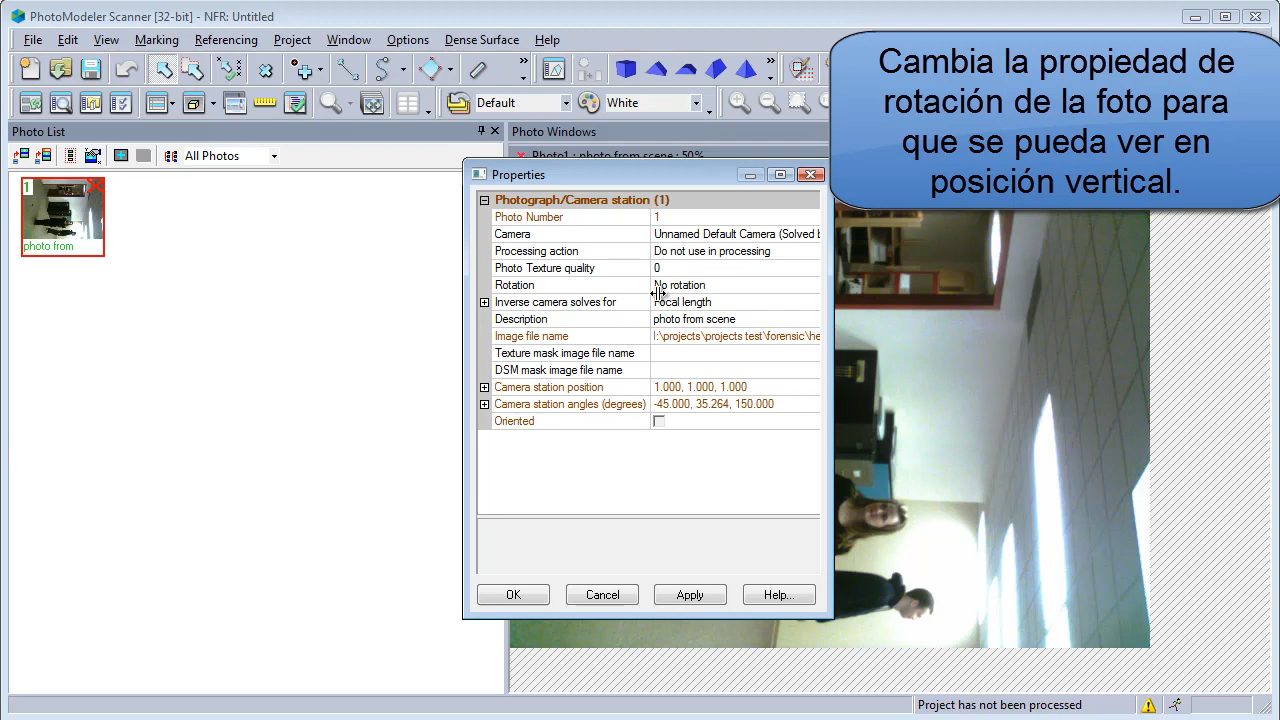 PhotoModeler Scanner [32-bit] - NFR: Untitled
File Edit View Marking Referencing Project Window Options Dense Surface Help
Cambia la propiedad de
rotación de la foto para
que se pueda ver en
posición vertical.
Default White
Photo List
Photo Windows
All Photos
Photo1 : photo from scene : 50%
1
photo from
Properties
Photograph/Camera station (1)
Photo Number 1
Camera Unnamed Default Camera (Solved
Processing action Do not use in processing
Photo Texture quality 0
Rotation No rotation
Inverse camera solves for Focal length
Description photo from scene
Image file name I:\projects\projects test\forensic\he
Texture mask image file name
DSM mask image file name
Camera station position 1.000, 1.000, 1.000
Camera station angles (degrees) -45.000, 35.264, 150.000
Oriented
OK Cancel Apply Help...
Project has not been processed